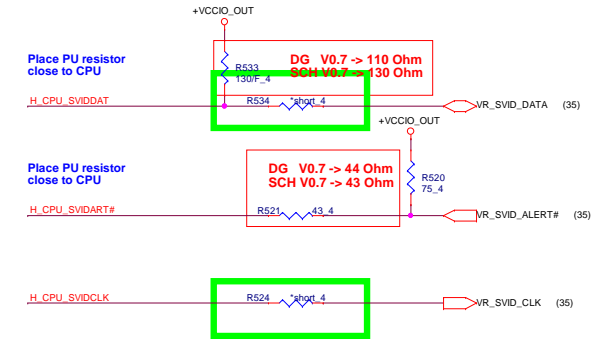 +VCCIO_OUT
Place PU resistor
close to CPU
R533
130/F_4
DG V0.7 -> 110 Ohm
SCH V0.7 -> 130 Ohm
H_CPU_SVIDDAT
R534
*short_4
VR_SVID_DATA (35)
+VCCIO_OUT
Place PU resistor
close to CPU
DG V0.7 -> 44 Ohm
SCH V0.7 -> 43 Ohm
R520
75_4
H_CPU_SVIDART#
R521
43_4
VR_SVID_ALERT# (35)
H_CPU_SVIDCLK
R524
*short_4
VR_SVID_CLK (35)